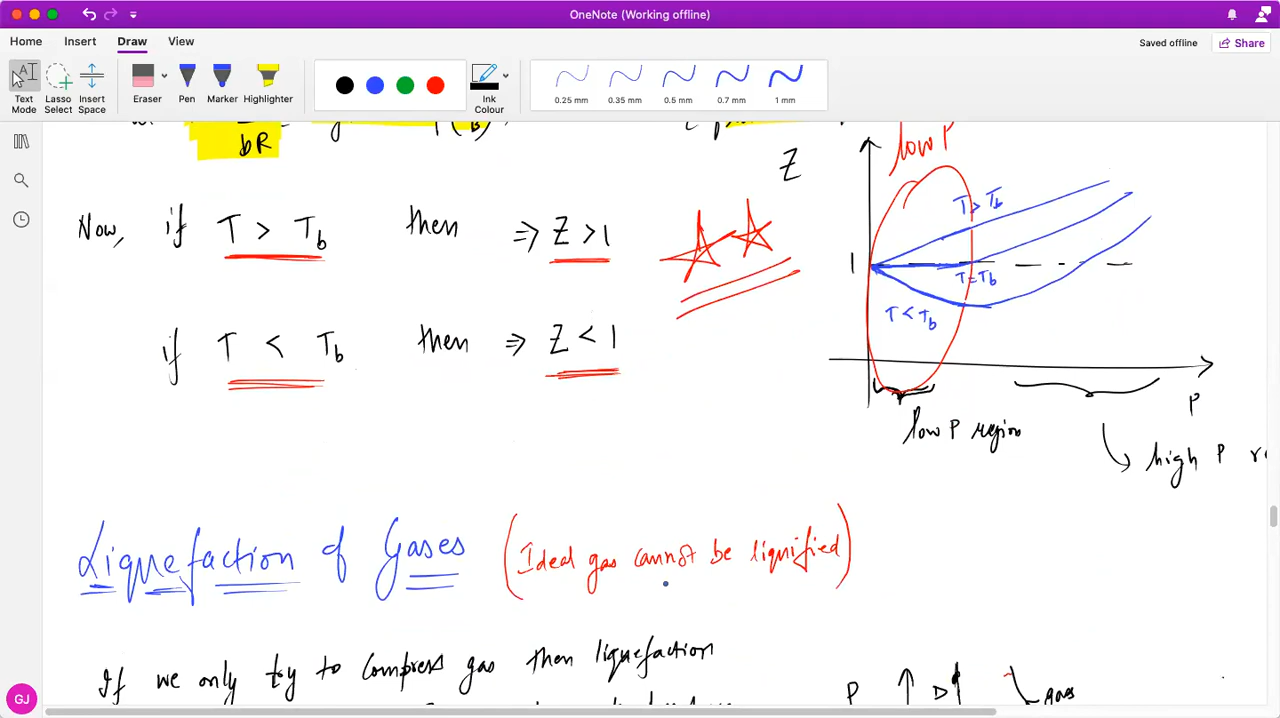 OneNote (Working offline)
Home Insert Draw View
Saved offline Share
Text Mode
Lasso Select
Insert Space
Eraser
Pen
Marker
Highlighter
Ink Colour
0.25 mm 0.35 mm 0.5 mm 0.7 mm 1 mm
bR
low P
Z
Now, if T > Tb then ⇒ Z >1
T > Tb
1
T = Tb
T < Tb
if T < Tb then ⇒ Z < 1
P
low P region
high P
Liquefaction of Gases (Ideal gas cannot be liquified)
If we only try to compress gas then liquefaction
P
gas
GJ